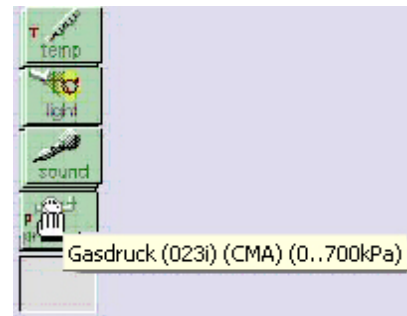 T
temp
light
sound
P
Gasdruck (023i) (CMA) (0..700kPa)